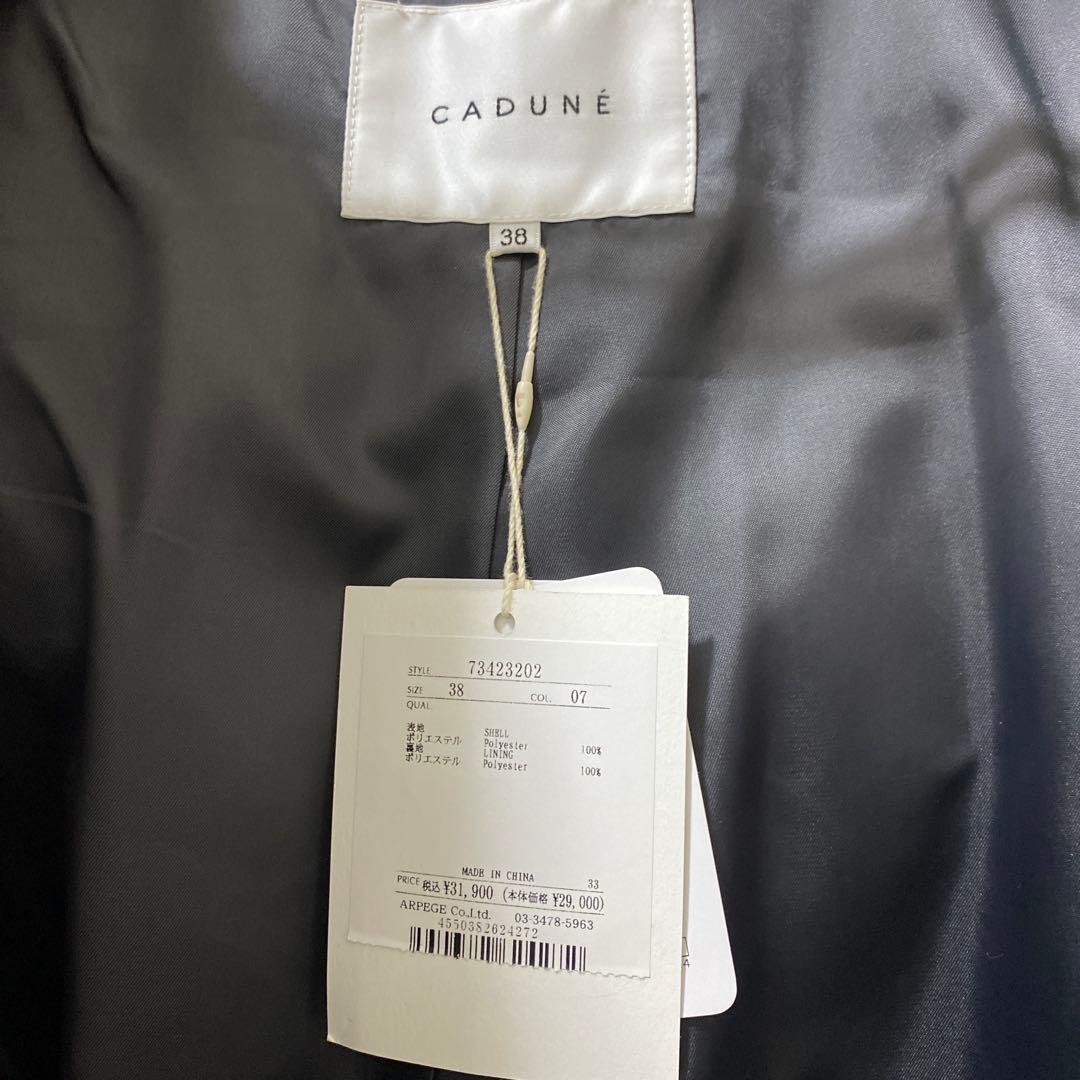 CADUNÉ
38
STYLE 73423202
SIZE 38 COL. 07
QUAL.
表地 SHELL
ポリエステル Polyester 100%
裏地 LINING
ポリエステル Polyester 100%
MADE IN CHINA 33
PRICE 税込 ¥31,900 (本体価格 ¥29,000)
ARPEGE Co.,Ltd. 03-3478-5963
4550382624272
4